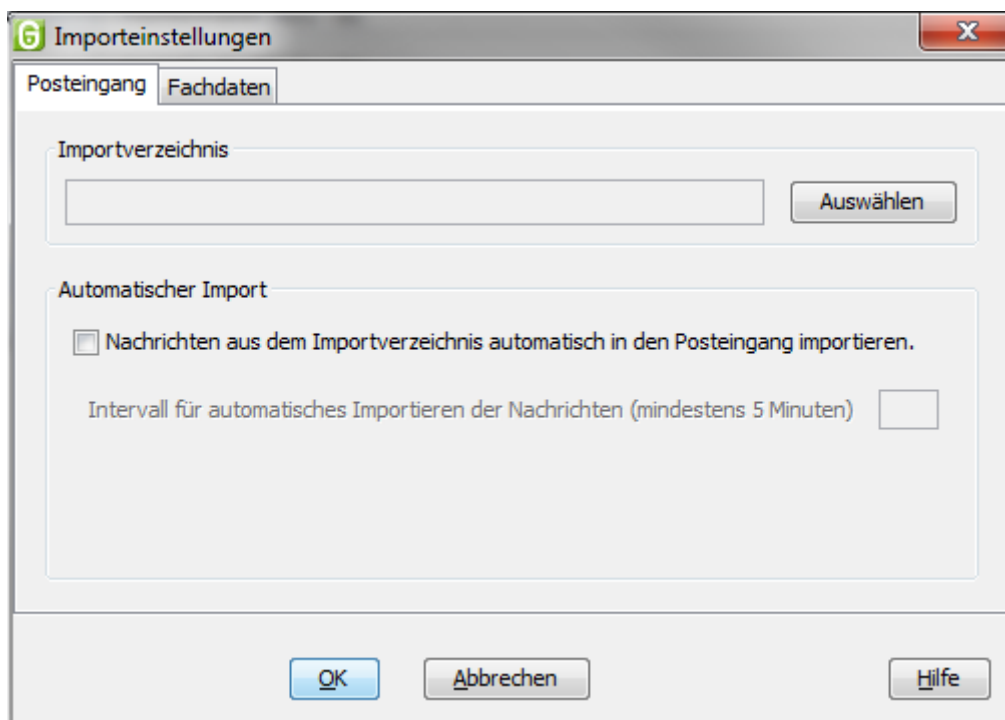 Importeinstellungen
Posteingang Fachdaten
Importverzeichnis
Auswählen
Automatischer Import
Nachrichten aus dem Importverzeichnis automatisch in den Posteingang importieren.
Intervall für automatisches Importieren der Nachrichten (mindestens 5 Minuten)
OK Abbrechen Hilfe